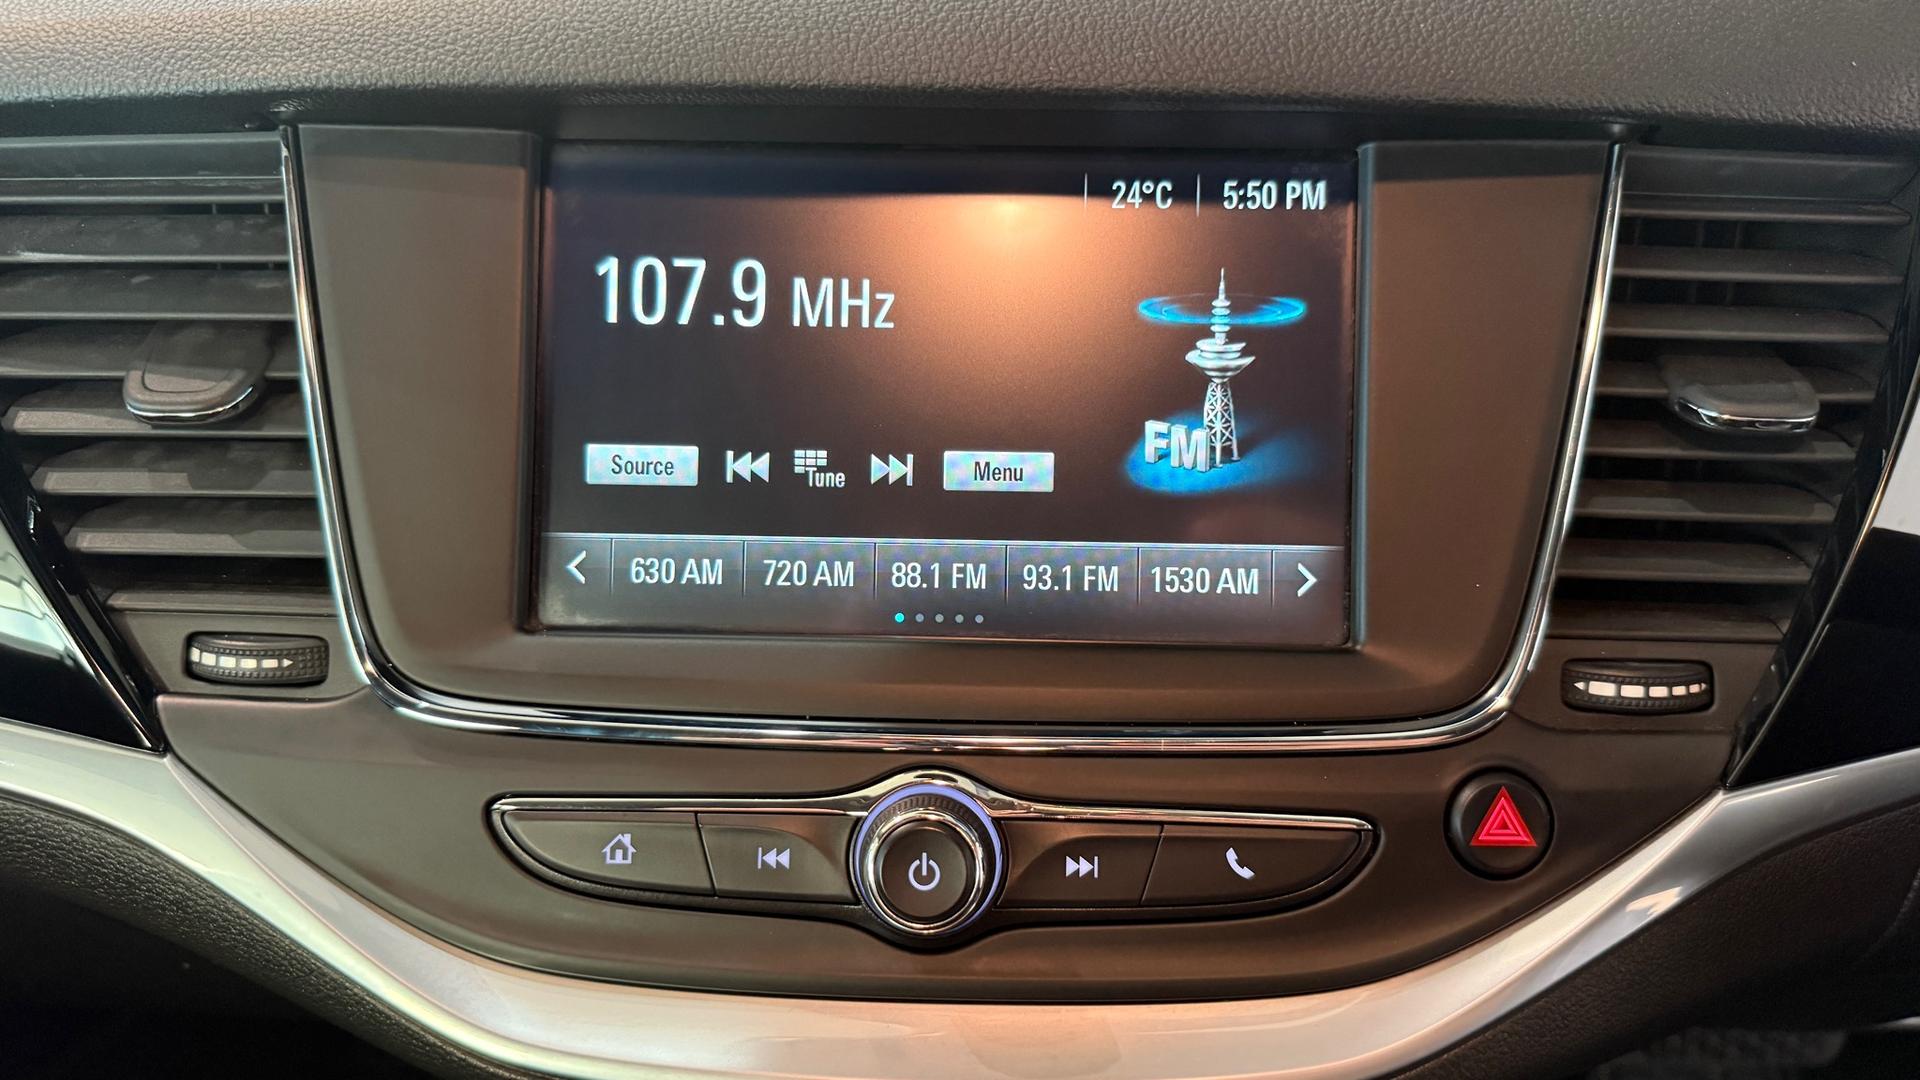 24°C 5:50 PM
107.9 MHz
FM
Source Tune Menu
630 AM 720 AM 88.1 FM 93.1 FM 1530 AM